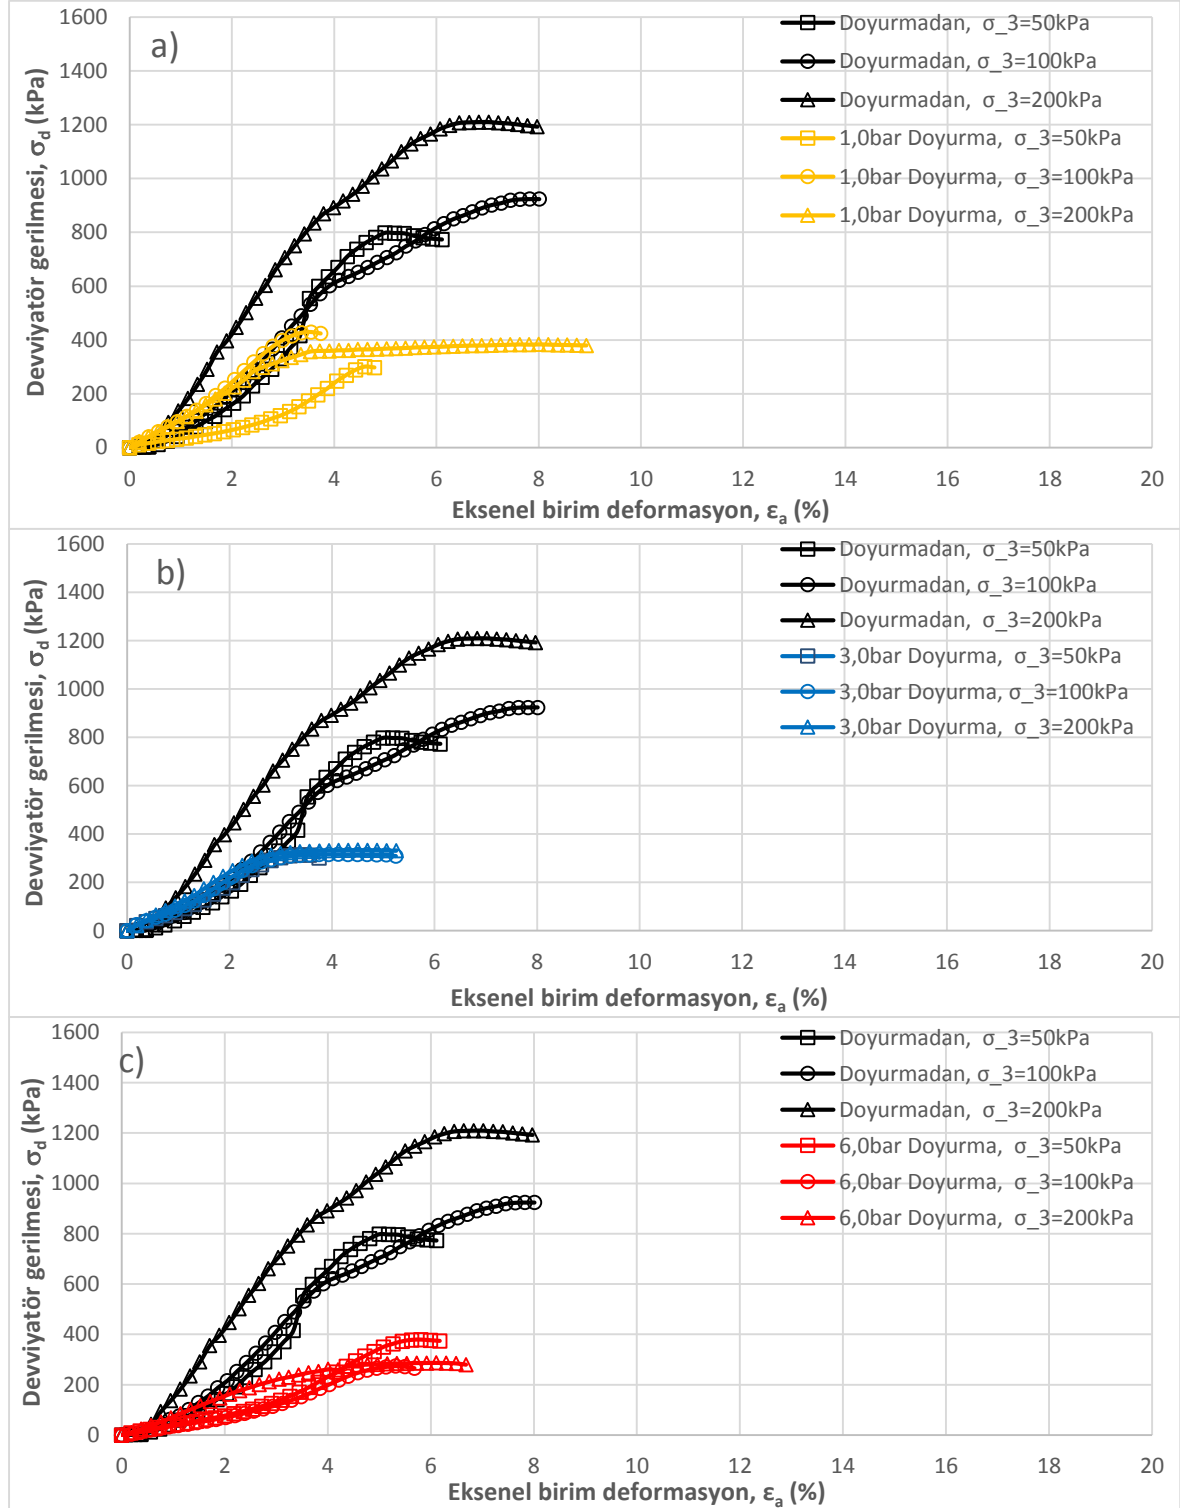 a)
Devviyatör gerilmesi, σd (kPa)
1600
1400
1200
1000
800
600
400
200
0
0 2 4 6 8 10 12 14 16 18 20
Eksenel birim deformasyon, εa (%)
Doyurmadan, σ_3=50kPa
Doyurmadan, σ_3=100kPa
Doyurmadan, σ_3=200kPa
1,0bar Doyurma, σ_3=50kPa
1,0bar Doyurma, σ_3=100kPa
1,0bar Doyurma, σ_3=200kPa
b)
Devviyatör gerilmesi, σd (kPa)
1600
1400
1200
1000
800
600
400
200
0
0 2 4 6 8 10 12 14 16 18 20
Eksenel birim deformasyon, εa (%)
Doyurmadan, σ_3=50kPa
Doyurmadan, σ_3=100kPa
Doyurmadan, σ_3=200kPa
3,0bar Doyurma, σ_3=50kPa
3,0bar Doyurma, σ_3=100kPa
3,0bar Doyurma, σ_3=200kPa
c)
Devviyatör gerilmesi, σd (kPa)
1600
1400
1200
1000
800
600
400
200
0
0 2 4 6 8 10 12 14 16 18 20
Eksenel birim deformasyon, εa (%)
Doyurmadan, σ_3=50kPa
Doyurmadan, σ_3=100kPa
Doyurmadan, σ_3=200kPa
6,0bar Doyurma, σ_3=50kPa
6,0bar Doyurma, σ_3=100kPa
6,0bar Doyurma, σ_3=200kPa